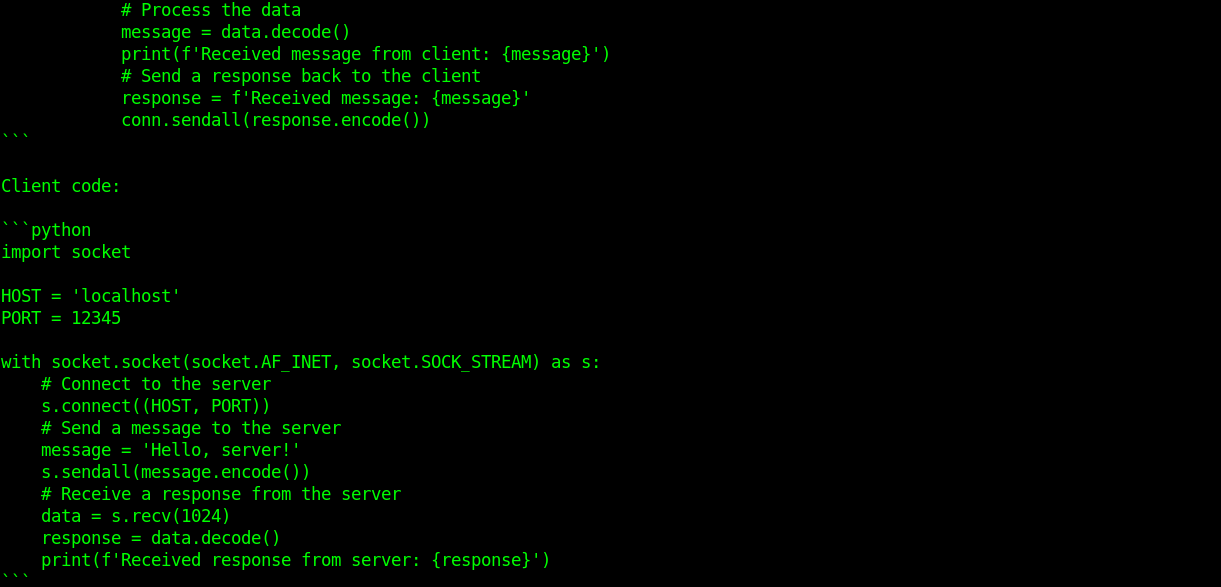 # Process the data
            message = data.decode()
            print(f'Received message from client: {message}')
            # Send a response back to the client
            response = f'Received message: {message}'
            conn.sendall(response.encode())
```

Client code:

```python
import socket

HOST = 'localhost'
PORT = 12345

with socket.socket(socket.AF_INET, socket.SOCK_STREAM) as s:
    # Connect to the server
    s.connect((HOST, PORT))
    # Send a message to the server
    message = 'Hello, server!'
    s.sendall(message.encode())
    # Receive a response from the server
    data = s.recv(1024)
    response = data.decode()
    print(f'Received response from server: {response}')
```